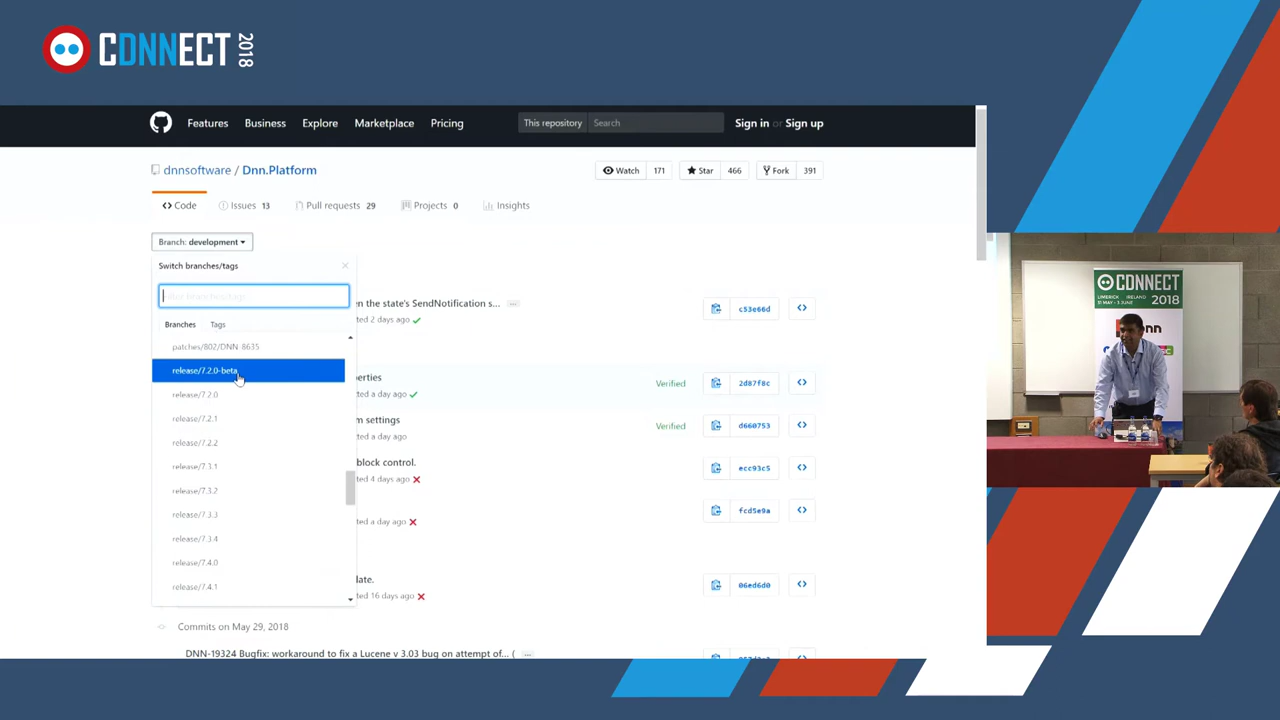 CDNNECT 2018
Features Business Explore Marketplace Pricing This repository Search Sign in or Sign up
dnnsoftware / Dnn.Platform
Watch 171 Star 466 Fork 391
Code Issues 13 Pull requests 29 Projects 0 Insights
Branch: development
Switch branches/tags
en the state's SendNotification s... …
c53e66d
ted 2 days ago
Branches Tags
patches/802/DNN-8635
release/7.2.0-beta
erties
Verified 2d87f8c
release/7.2.0
ted a day ago
release/7.2.1
m settings
Verified d660753
ted a day ago
release/7.2.2
block control.
release/7.3.1
ecc93c5
ted 4 days ago
release/7.3.2
release/7.3.3
fcd5e9a
ted a day ago
release/7.3.4
release/7.4.0
late.
release/7.4.1
06ed6d0
ted 16 days ago
Commits on May 29, 2018
DNN-19324 Bugfix: workaround to fix a Lucene v 3.03 bug on attempt of... ( …
CDNNECT
LIMERICK IRELAND
31 MAY - 3 JUNE 2018